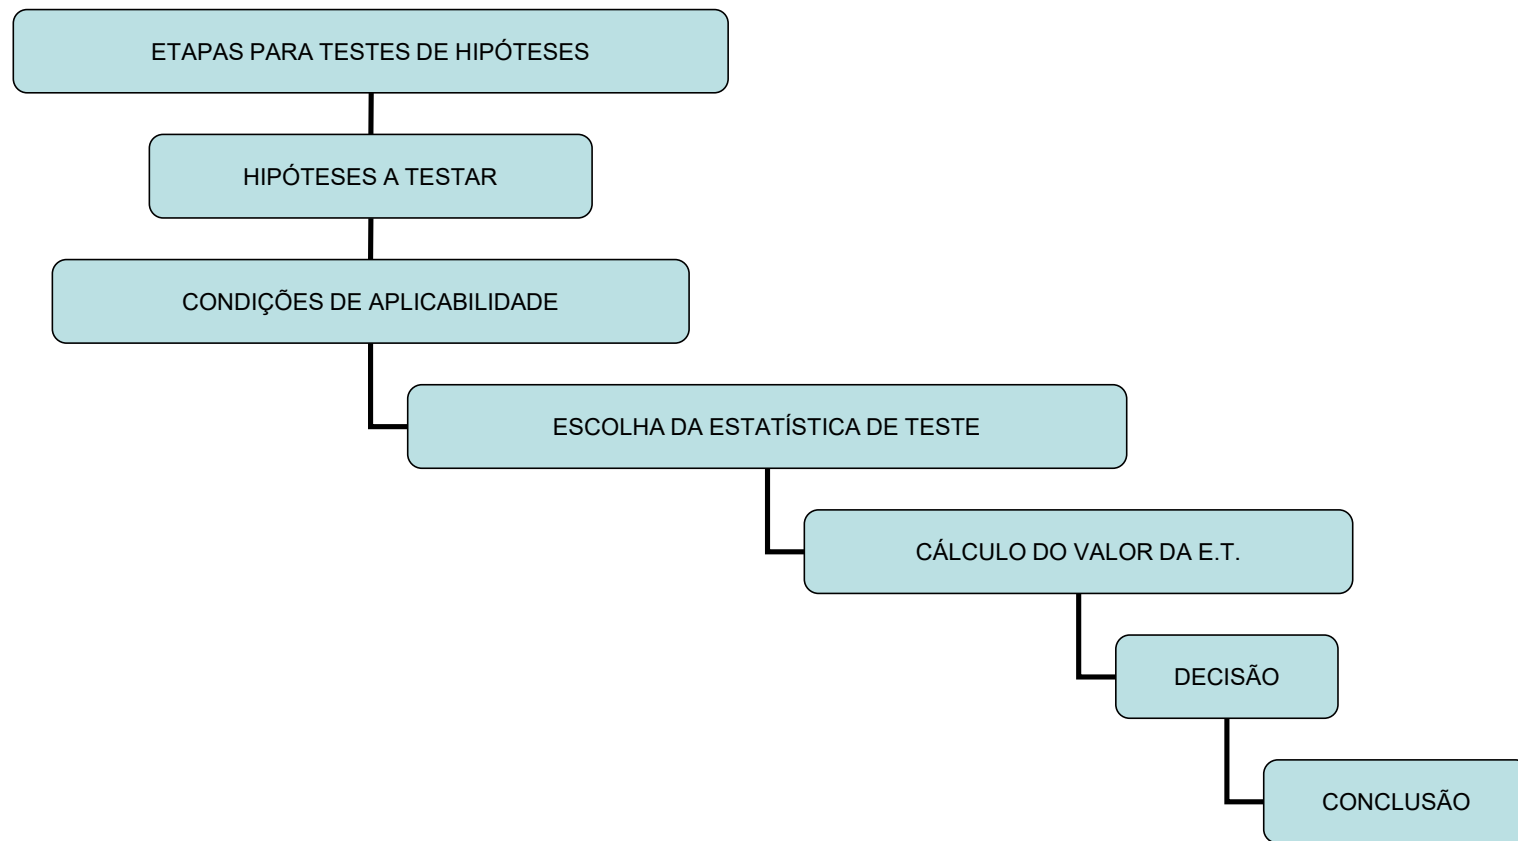 ETAPAS PARA TESTES DE HIPÓTESES
HIPÓTESES A TESTAR
CONDIÇÕES DE APLICABILIDADE
ESCOLHA DA ESTATÍSTICA DE TESTE
CÁLCULO DO VALOR DA E.T.
DECISÃO
CONCLUSÃO